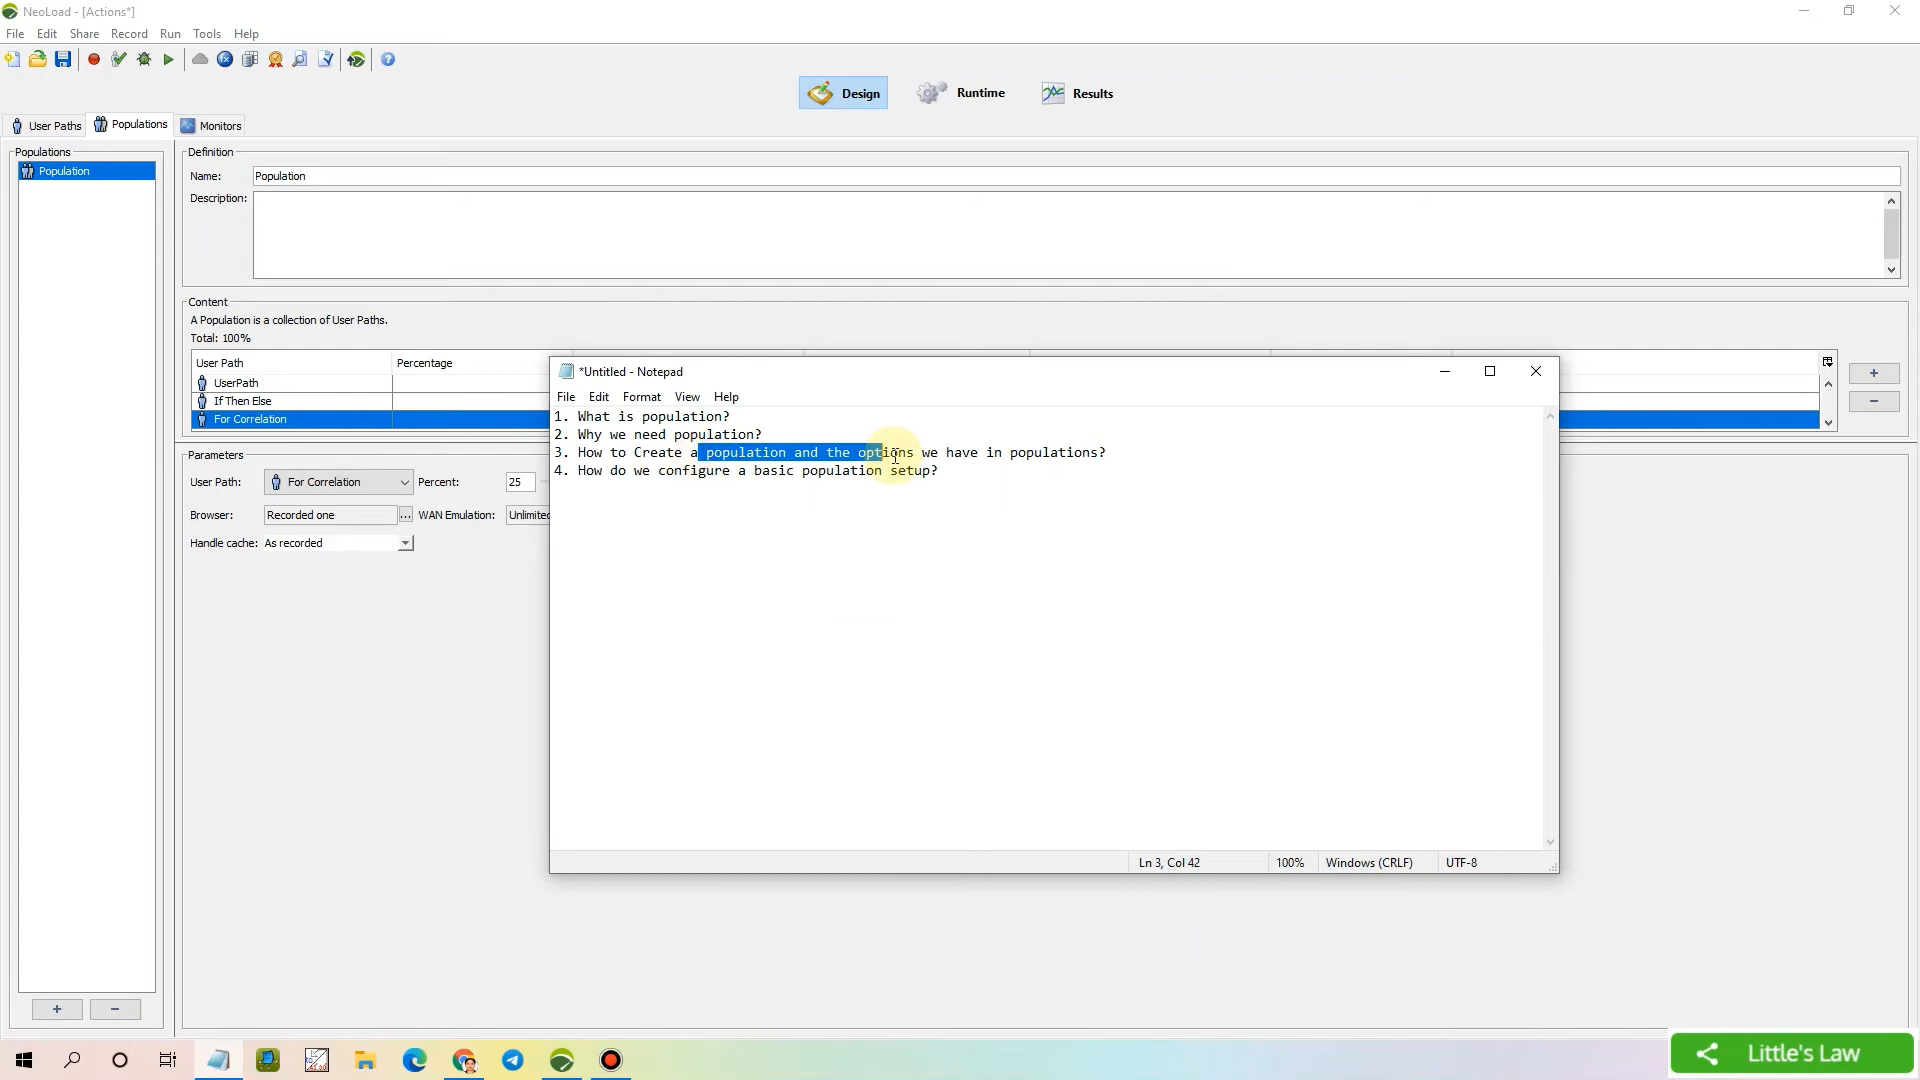 NeoLoad - [Actions*]
File Edit Share Record Run Tools Help
Design Runtime Results
User Paths Populations Monitors
Populations
Population
Definition
Name: Population
Description:
Content
A Population is a collection of User Paths.
Total: 100%
User Path Percentage
UserPath
If Then Else
For Correlation
Parameters
User Path: For Correlation Percent: 25
Browser: Recorded one ... WAN Emulation: Unlimited
Handle cache: As recorded
+ -
+
-
*Untitled - Notepad
File Edit Format View Help
1. What is population?
2. Why we need population?
3. How to Create a population and the options we have in populations?
4. How do we configure a basic population setup?
Ln 3, Col 42 100% Windows (CRLF) UTF-8
Little's Law